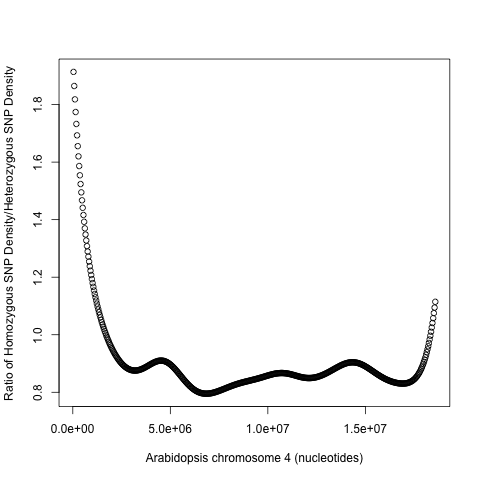 Ratio of Homozygous SNP Density/Heterozygous SNP Density
1.8
1.6
1.4
1.2
1.0
0.8
0.0e+00 5.0e+06 1.0e+07 1.5e+07
Arabidopsis chromosome 4 (nucleotides)